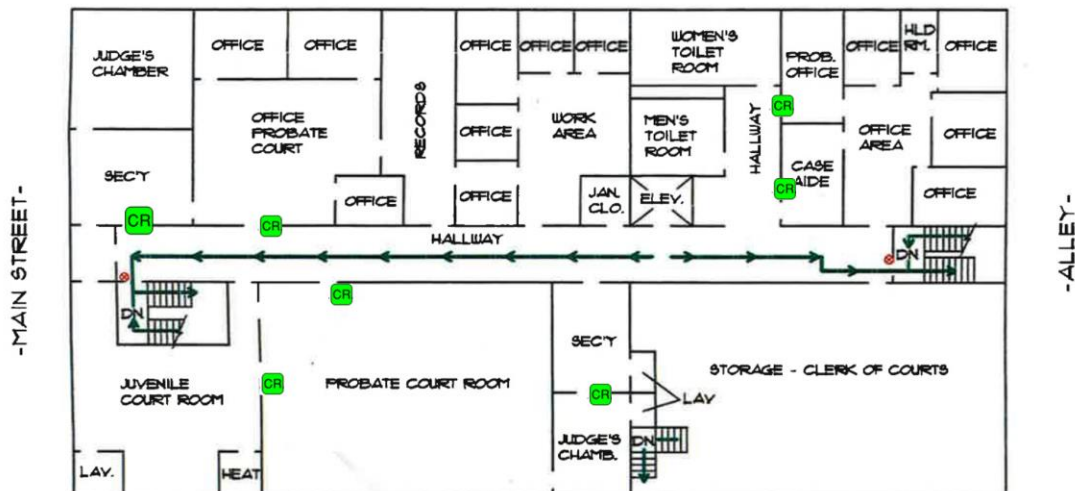 JUDGE'S
CHAMBER
OFFICE
OFFICE
OFFICE
PROBATE
COURT
RECORDS
OFFICE
OFFICE
OFFICE
OFFICE
OFFICE
OFFICE
WORK
AREA
WOMEN'S
TOILET
ROOM
MEN'S
TOILET
ROOM
JAN.
CLO.
ELEV.
HALLWAY
PROB.
OFFICE
CR
CASE
AIDE
CR
OFFICE
HLD
RM.
OFFICE
OFFICE
AREA
OFFICE
OFFICE
SEC'Y
CR
CR
HALLWAY
-MAIN STREET-
-ALLEY-
DN
DN
CR
JUVENILE
COURT ROOM
CR
PROBATE COURT ROOM
SEC'Y
CR
LAV
JUDGE'S
CHAMB.
DN
STORAGE - CLERK OF COURTS
LAV.
HEAT